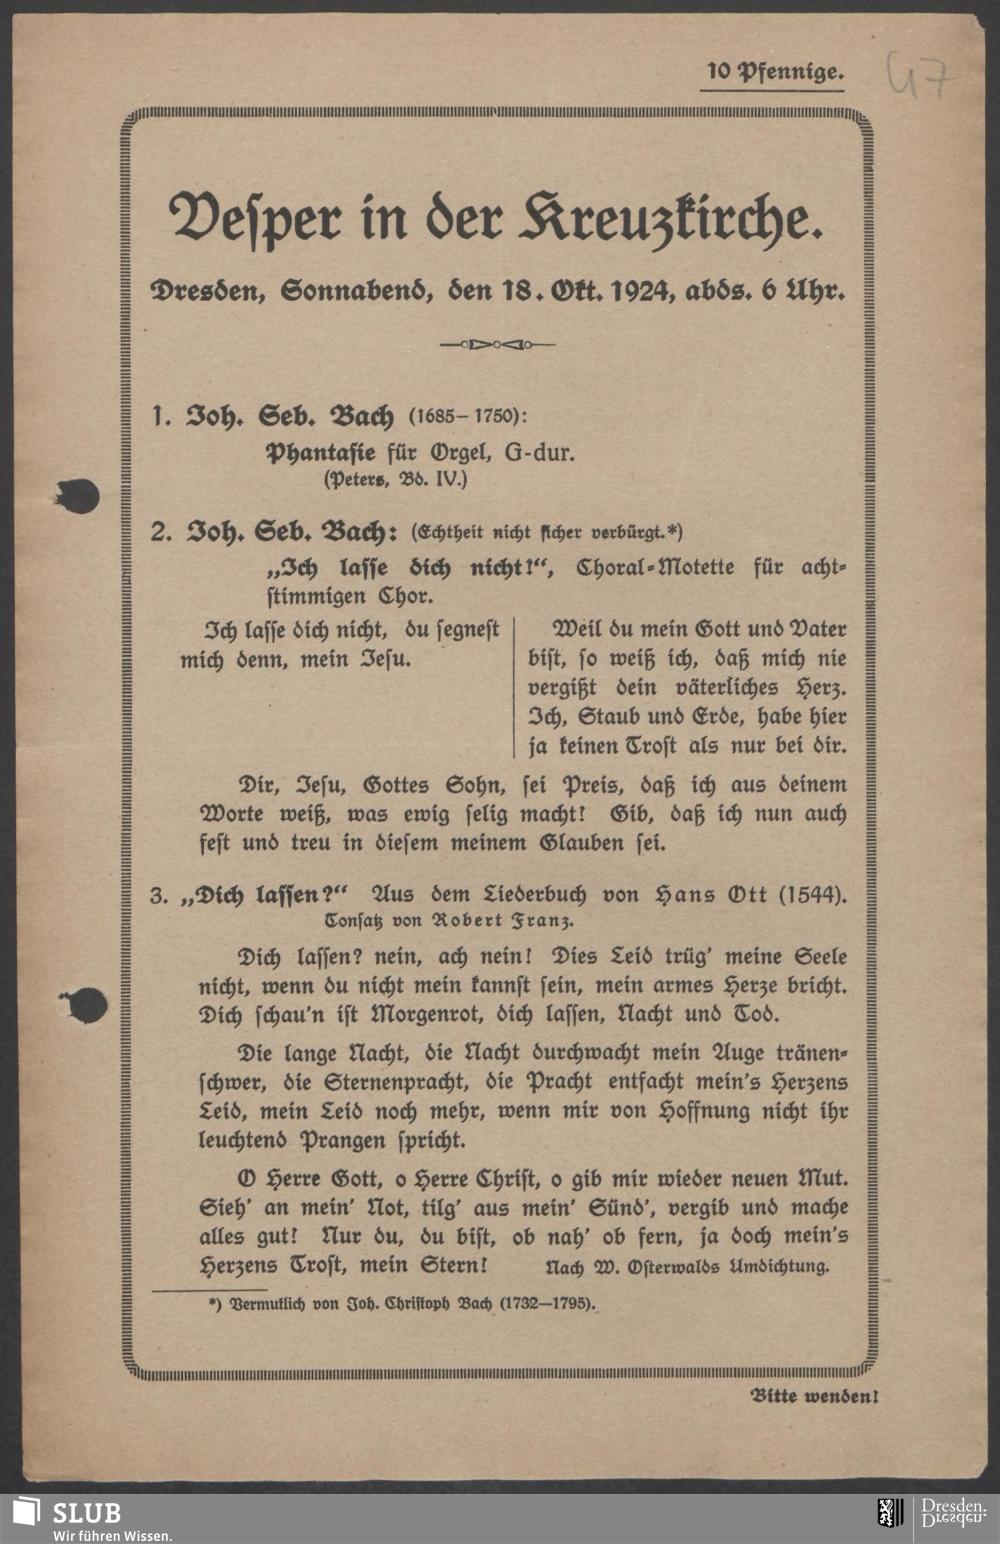 10 Pfennige.
47
Vesper in der Kreuzkirche.
Dresden, Sonnabend, den 18. Okt. 1924, abds. 6 Uhr.
1. Joh. Seb. Bach (1685–1750):
Phantasie für Orgel, G-dur.
(Peters, Bd. IV.)
2. Joh. Seb. Bach: (Echtheit nicht sicher verbürgt.*)
„Ich lasse dich nicht!“, Choral-Motette für acht-
stimmigen Chor.
Ich lasse dich nicht, du segnest
mich denn, mein Jesu.
Weil du mein Gott und Vater
bist, so weiß ich, daß mich nie
vergißt dein väterliches Herz.
Ich, Staub und Erde, habe hier
ja keinen Trost als nur bei dir.
Dir, Jesu, Gottes Sohn, sei Preis, daß ich aus deinem
Worte weiß, was ewig selig macht! Gib, daß ich nun auch
fest und treu in diesem meinem Glauben sei.
3. „Dich lassen?“ Aus dem Liederbuch von Hans Ott (1544).
Tonsatz von Robert Franz.
Dich lassen? nein, ach nein! Dies Leid trüg' meine Seele
nicht, wenn du nicht mein kannst sein, mein armes Herze bricht.
Dich schau'n ist Morgenrot, dich lassen, Nacht und Tod.
Die lange Nacht, die Nacht durchwacht mein Auge tränen-
schwer, die Sternenpracht, die Pracht entfacht mein's Herzens
Leid, mein Leid noch mehr, wenn mir von Hoffnung nicht ihr
leuchtend Prangen spricht.
O Herre Gott, o Herre Christ, o gib mir wieder neuen Mut.
Sieh' an mein' Not, tilg' aus mein' Sünd', vergib und mache
alles gut! Nur du, du bist, ob nah' ob fern, ja doch mein's
Herzens Trost, mein Stern! Nach W. Osterwalds Umdichtung.
*) Vermutlich von Joh. Christoph Bach (1732–1795).
Bitte wenden!
SLUB
Wir führen Wissen.
Dresden.
Dresden.